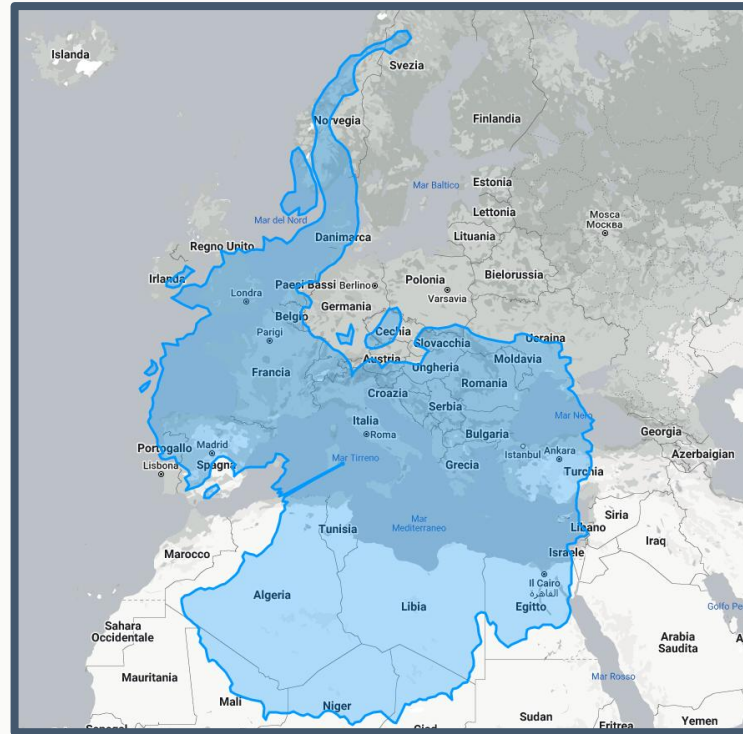 Islanda
Svezia
Norvegia
Finlandia
Mar Baltico
Estonia
Lettonia
Lituania
Mosca
Москва
Mar del Nord
Danimarca
Regno Unito
Irlanda
Paesi Bassi
Berlino
Polonia
Varsavia
Bielorussia
Londra
Germania
Belgio
Parigi
Cechia
Slovacchia
Ucraina
Austria
Ungheria
Moldavia
Francia
Croazia
Romania
Serbia
Italia
Roma
Bulgaria
Mar Nero
Georgia
Azerbaigian
Portogallo
Madrid
Lisbona
Spagna
Mar Tirreno
Grecia
Istanbul
Ankara
Turchia
Tunisia
Mar
Mediterraneo
Libano
Siria
Israele
Iraq
Marocco
Algeria
Libia
Il Cairo
القاهرة
Egitto
Golfo Pe
Sahara
Occidentale
Arabia
Saudita
A
Mauritania
Mar Rosso
Mali
Niger
Sudan
Eritrea
Yemen